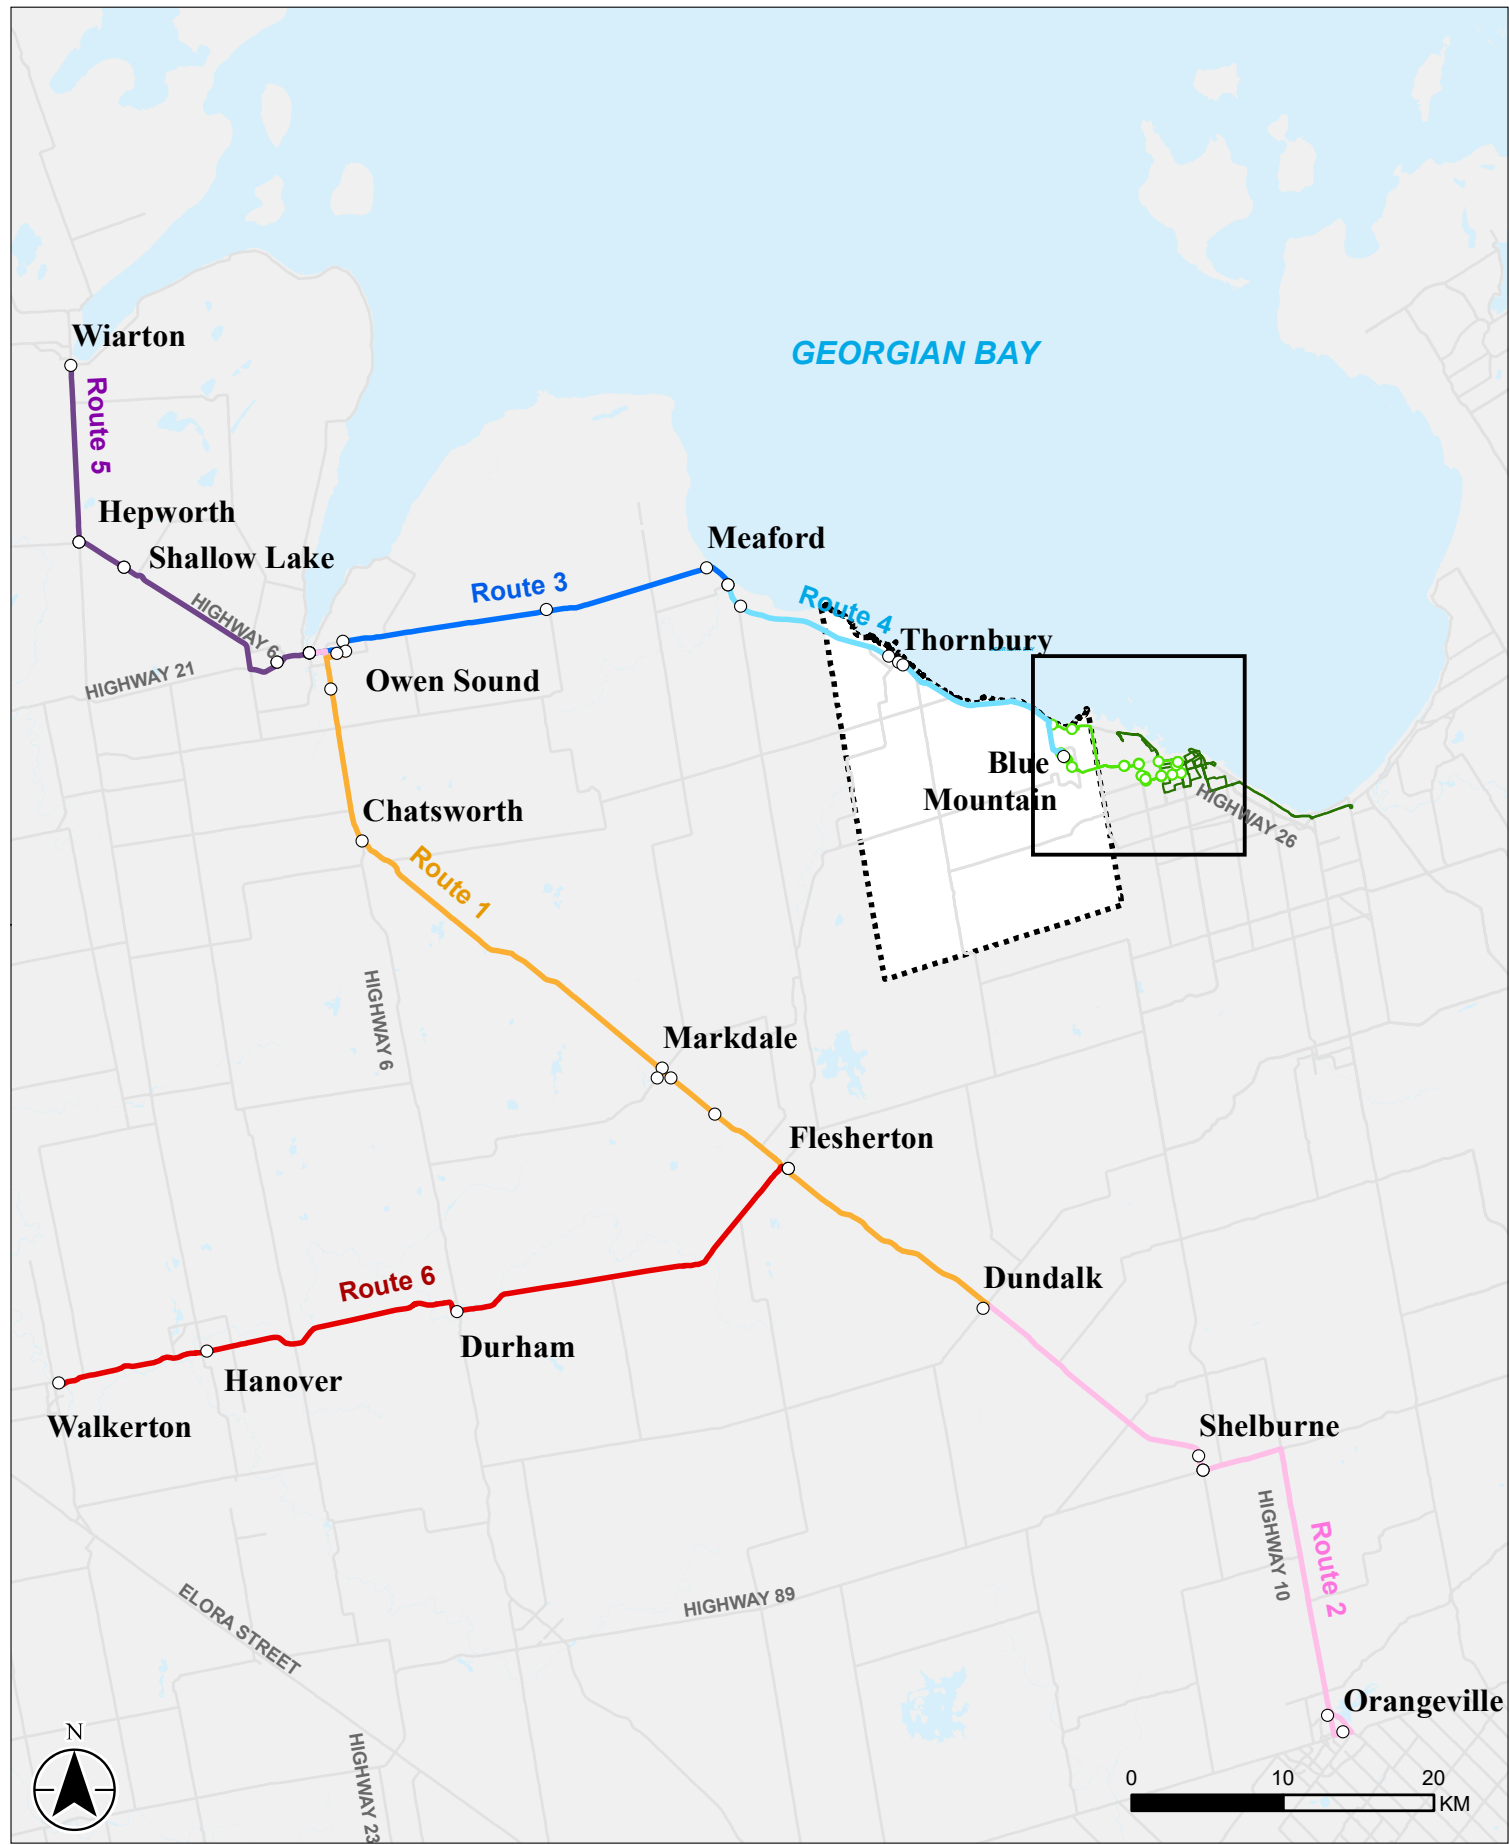 Wiarton
GEORGIAN BAY
Route 5
Hepworth
Shallow Lake
Meaford
Route 3
Route 4
HIGHWAY 6
Thornbury
HIGHWAY 21
Owen Sound
Blue
Mountain
HIGHWAY 26
Chatsworth
Route 1
HIGHWAY 6
Markdale
Flesherton
Route 6
Dundalk
Durham
Hanover
Walkerton
Shelburne
HIGHWAY 10
Route 2
HIGHWAY 89
ELORA STREET
Orangeville
N
HIGHWAY 23
0 10 20
KM